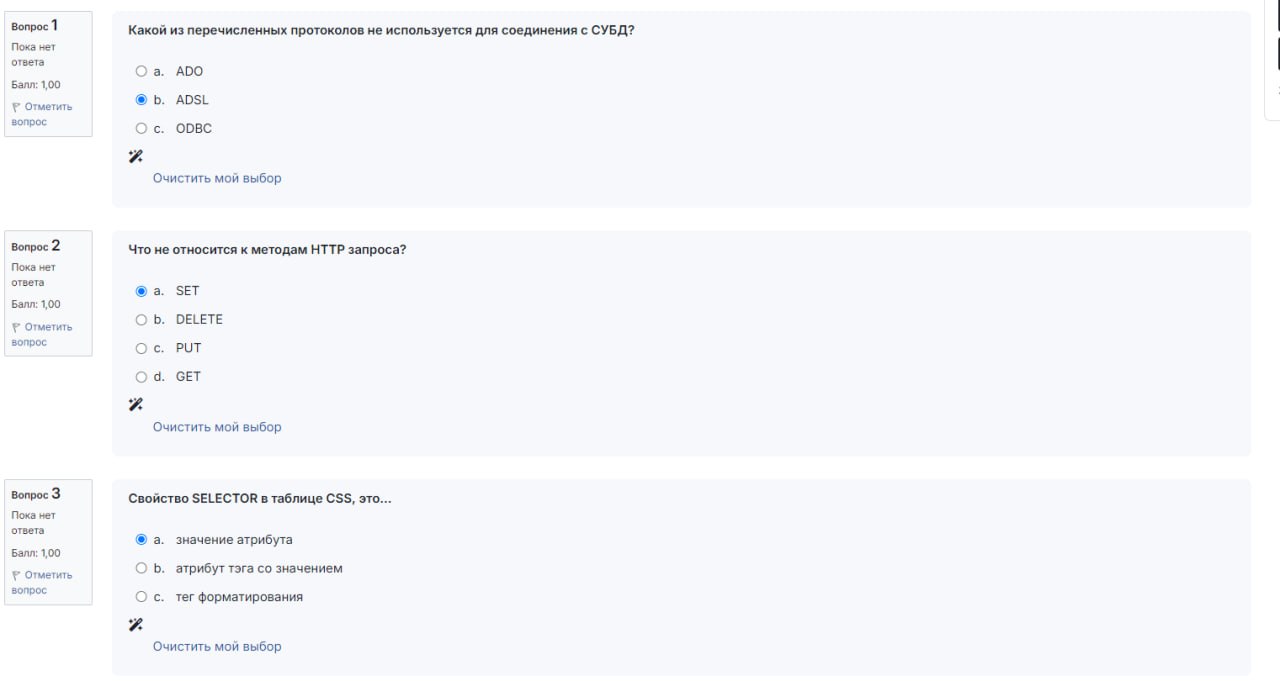 Вопрос 1
Пока нет
ответа
Балл: 1,00
Отметить
вопрос
Какой из перечисленных протоколов не используется для соединения с СУБД?
a. ADO
b. ADSL
c. ODBC
Очистить мой выбор
Вопрос 2
Пока нет
ответа
Балл: 1,00
Отметить
вопрос
Что не относится к методам HTTP запроса?
a. SET
b. DELETE
c. PUT
d. GET
Очистить мой выбор
Вопрос 3
Пока нет
ответа
Балл: 1,00
Отметить
вопрос
Свойство SELECTOR в таблице CSS, это...
a. значение атрибута
b. атрибут тэга со значением
c. тег форматирования
Очистить мой выбор